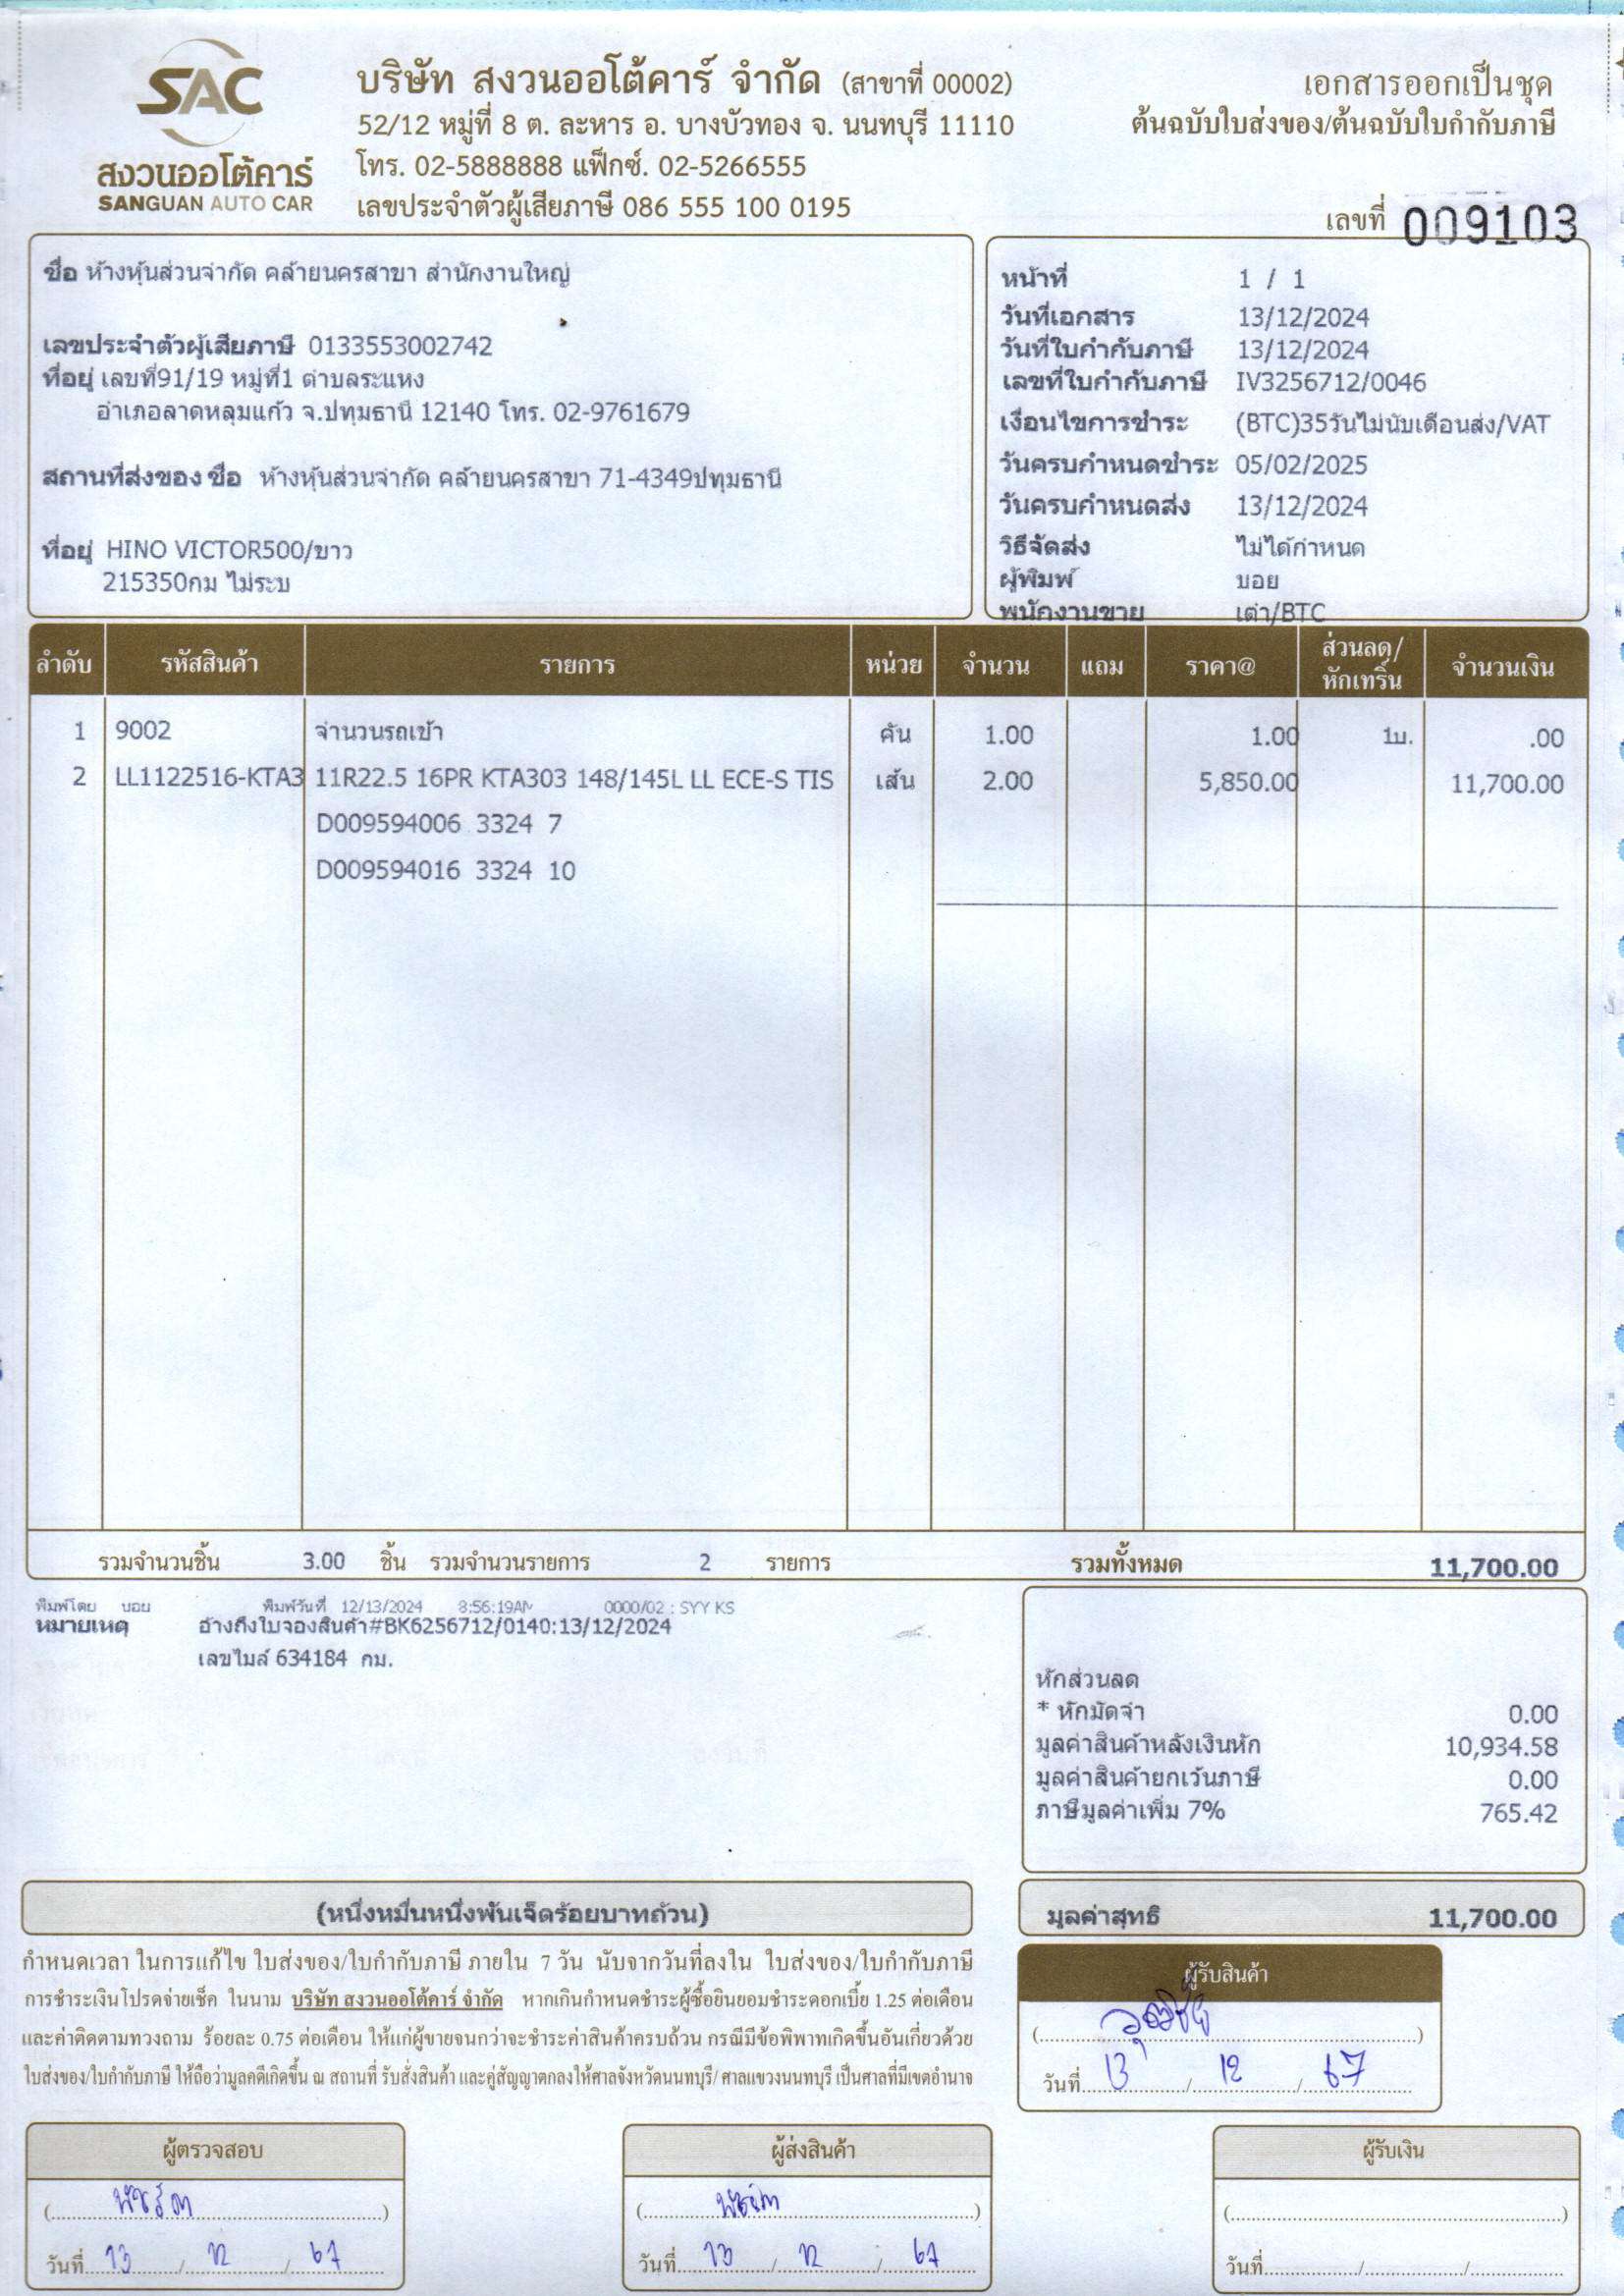 SAC
สงวนออโต้คาร์
SANGUAN AUTO CAR
บริษัท สงวนออโต้คาร์ จำกัด (สาขาที่ 00002)
52/12 หมู่ที่ 8 ต. ละหาร อ. บางบัวทอง จ. นนทบุรี 11110
โทร. 02-5888888 แฟ็กซ์. 02-5266555
เลขประจำตัวผู้เสียภาษี 086 555 100 0195
เอกสารออกเป็นชุด
ต้นฉบับใบส่งของ/ต้นฉบับใบกำกับภาษี
เลขที่ 009103
ชื่อ ห้างหุ้นส่วนจำกัด คล้ายนครสาขา สำนักงานใหญ่
เลขประจำตัวผู้เสียภาษี 0133553002742
ที่อยู่ เลขที่91/19 หมู่ที่1 ตำบลระแหง
อำเภอลาดหลุมแก้ว จ.ปทุมธานี 12140 โทร. 02-9761679
สถานที่ส่งของ ชื่อ ห้างหุ้นส่วนจำกัด คล้ายนครสาขา 71-4349ปทุมธานี
ที่อยู่ HINO VICTOR500/ขาว
215350กม ไม่ระบ
หน้าที่ 1 / 1
วันที่เอกสาร 13/12/2024
วันที่ใบกำกับภาษี 13/12/2024
เลขที่ใบกำกับภาษี IV3256712/0046
เงื่อนไขการชำระ (BTC)35วันไม่นับเดือนส่ง/VAT
วันครบกำหนดชำระ 05/02/2025
วันครบกำหนดส่ง 13/12/2024
วิธีจัดส่ง ไม่ได้กำหนด
ผู้พิมพ์ บอย
พนักงานขาย เต่า/BTC
ลำดับ รหัสสินค้า รายการ หน่วย จำนวน แถม ราคา@ ส่วนลด/หักเทริ์น จำนวนเงิน
1 9002 จำนวนรถเข้า คัน 1.00 1.00 1บ. .00
2 LL1122516-KTA3 11R22.5 16PR KTA303 148/145L LL ECE-S TIS เส้น 2.00 5,850.00 11,700.00
D009594006 3324 7
D009594016 3324 10
รวมจำนวนชิ้น 3.00 ชิ้น รวมจำนวนรายการ 2 รายการ รวมทั้งหมด 11,700.00
พิมพ์โดย บอย พิมพ์วันที่ 12/13/2024 8:56:19AM 0000/02 : SYY KS
หมายเหตุ อ้างถึงใบจองสินค้า#BK6256712/0140:13/12/2024
เลขไมล์ 634184 กม.
หักส่วนลด
* หักมัดจำ 0.00
มูลค่าสินค้าหลังเงินหัก 10,934.58
มูลค่าสินค้ายกเว้นภาษี 0.00
ภาษีมูลค่าเพิ่ม 7% 765.42
(หนึ่งหมื่นหนึ่งพันเจ็ดร้อยบาทถ้วน)
มูลค่าสุทธิ 11,700.00
กำหนดเวลา ในการแก้ไข ใบส่งของ/ใบกำกับภาษี ภายใน 7 วัน นับจากวันที่ลงใน ใบส่งของ/ใบกำกับภาษี
การชำระเงินโปรดจ่ายเช็ค ในนาม บริษัท สงวนออโต้คาร์ จำกัด หากเกินกำหนดชำระผู้ซื้อยินยอมชำระดอกเบี้ย 1.25 ต่อเดือน
และค่าติดตามทวงถาม ร้อยละ 0.75 ต่อเดือน ให้แก่ผู้ขายจนกว่าจะชำระค่าสินค้าครบถ้วน กรณีมีข้อพิพาทเกิดขึ้นอันเกี่ยวด้วย
ใบส่งของ/ใบกำกับภาษี ให้ถือว่ามูลคดีเกิดขึ้น ณ สถานที่ รับสั่งสินค้า และคู่สัญญาตกลงให้ศาลจังหวัดนนทบุรี/ ศาลแขวงนนทบุรี เป็นศาลที่มีเขตอำนาจ
ผู้รับสินค้า
วันที่ 13 / 12 / 67
ผู้ตรวจสอบ
วันที่ 13 / 12 / 67
ผู้ส่งสินค้า
วันที่ 13 / 12 / 67
ผู้รับเงิน
วันที่